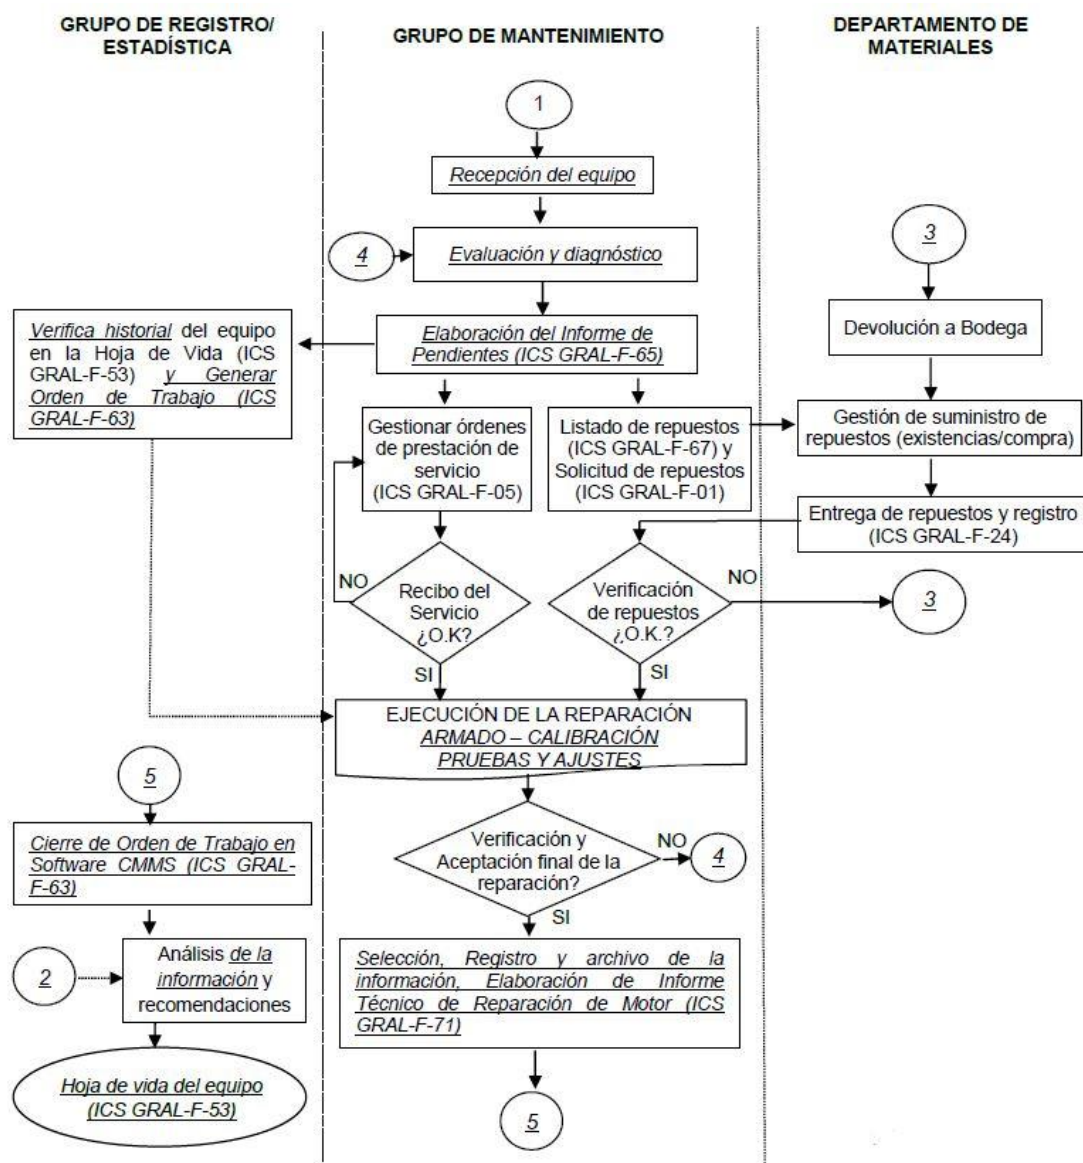 GRUPO DE REGISTRO/
ESTADÍSTICA
GRUPO DE MANTENIMIENTO
DEPARTAMENTO DE
MATERIALES
1
Recepción del equipo
4
Evaluación y diagnóstico
3
Devolución a Bodega
Verifica historial del equipo
en la Hoja de Vida (ICS
GRAL-F-53) y Generar
Orden de Trabajo (ICS
GRAL-F-63)
Elaboración del Informe de
Pendientes (ICS GRAL-F-65)
Gestionar órdenes
de prestación de
servicio
(ICS GRAL-F-05)
Listado de repuestos
(ICS GRAL-F-67) y
Solicitud de repuestos
(ICS GRAL-F-01)
Gestión de suministro de
repuestos (existencias/compra)
Entrega de repuestos y registro
(ICS GRAL-F-24)
NO
Recibo del
Servicio
¿O.K?
SI
Verificación
de repuestos
¿O.K.?
NO
SI
3
EJECUCIÓN DE LA REPARACIÓN
ARMADO – CALIBRACIÓN
PRUEBAS Y AJUSTES
5
Cierre de Orden de Trabajo en
Software CMMS (ICS GRAL-
F-63)
Verificación y
Aceptación final de la
reparación?
NO
4
SI
2
Análisis de la
información y
recomendaciones
Selección, Registro y archivo de la
información, Elaboración de Informe
Técnico de Reparación de Motor (ICS
GRAL-F-71)
Hoja de vida del equipo
(ICS GRAL-F-53)
5